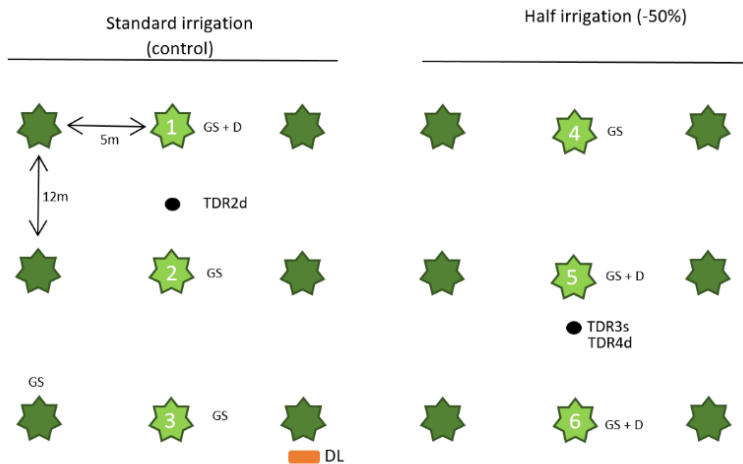 Standard irrigation
(control)
Half irrigation (-50%)
1
GS + D
5m
4
GS
12m
TDR2d
2
GS
5
GS + D
TDR3s
TDR4d
GS
3
GS
6
GS + D
DL